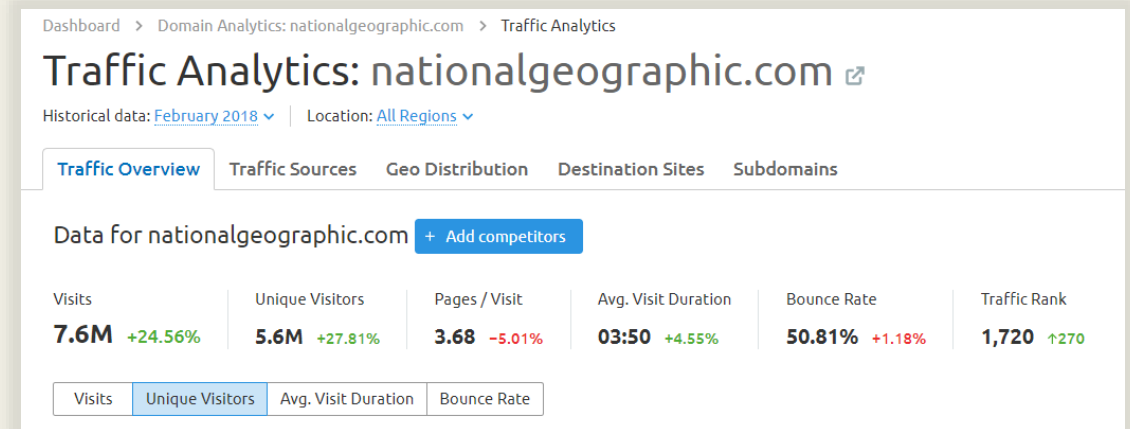 Dashboard > Domain Analytics: nationalgeographic.com > Traffic Analytics
Traffic Analytics: nationalgeographic.com
Historical data: February 2018 Location: All Regions
Traffic Overview Traffic Sources Geo Distribution Destination Sites Subdomains
Data for nationalgeographic.com + Add competitors
Visits Unique Visitors Pages / Visit Avg. Visit Duration Bounce Rate Traffic Rank
7.6M +24.56% 5.6M +27.81% 3.68 −5.01% 03:50 +4.55% 50.81% +1.18% 1,720 ↑270
Visits Unique Visitors Avg. Visit Duration Bounce Rate